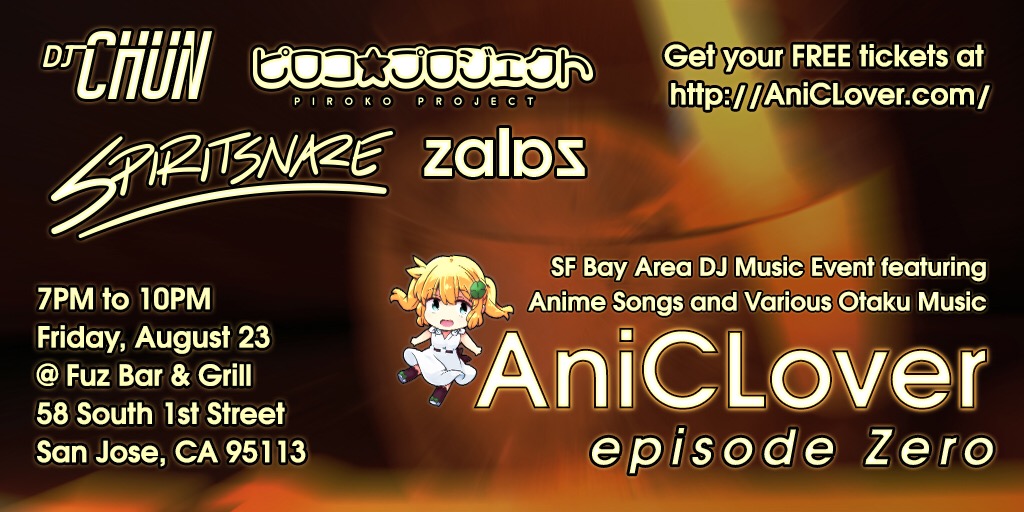 DJ CHUN
ピロコ★プロジェクト
PIROKO PROJECT
SPIRITSNARE
zalas
Get your FREE tickets at
http://AniCLover.com/
7PM to 10PM
Friday, August 23
@ Fuz Bar & Grill
58 South 1st Street
San Jose, CA 95113
SF Bay Area DJ Music Event featuring
Anime Songs and Various Otaku Music
AniCLover
episode Zero